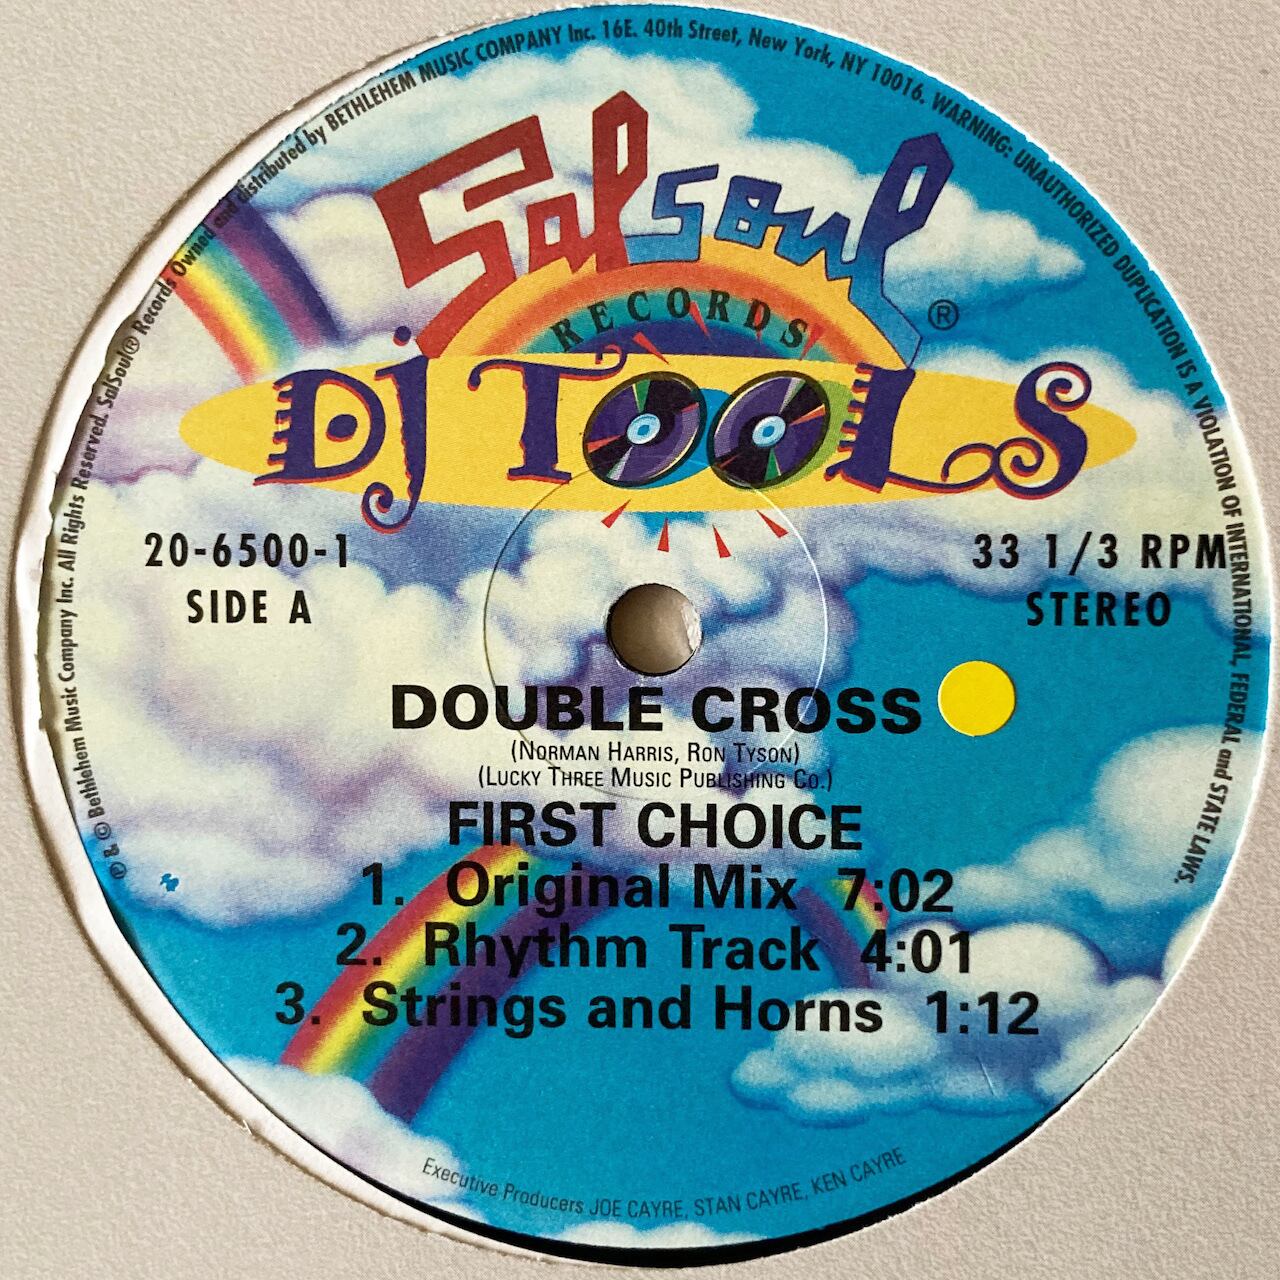 ℗ & © Bethlehem Music Company Inc. All Rights Reserved. SalSoul® Records Owned and distributed by BETHLEHEM MUSIC COMPANY Inc. 16E. 40th Street, New York, NY 10016. WARNING: UNAUTHORIZED DUPLICATION IS A VIOLATION OF INTERNATIONAL, FEDERAL and STATE LAWS.
Salsoul ®
RECORDS
DJ TOOLS
20-6500-1
SIDE A
33 1/3 RPM
STEREO
DOUBLE CROSS
(NORMAN HARRIS, RON TYSON)
(LUCKY THREE MUSIC PUBLISHING CO.)
FIRST CHOICE
1. Original Mix 7:02
2. Rhythm Track 4:01
3. Strings and Horns 1:12
Executive Producers JOE CAYRE, STAN CAYRE, KEN CAYRE